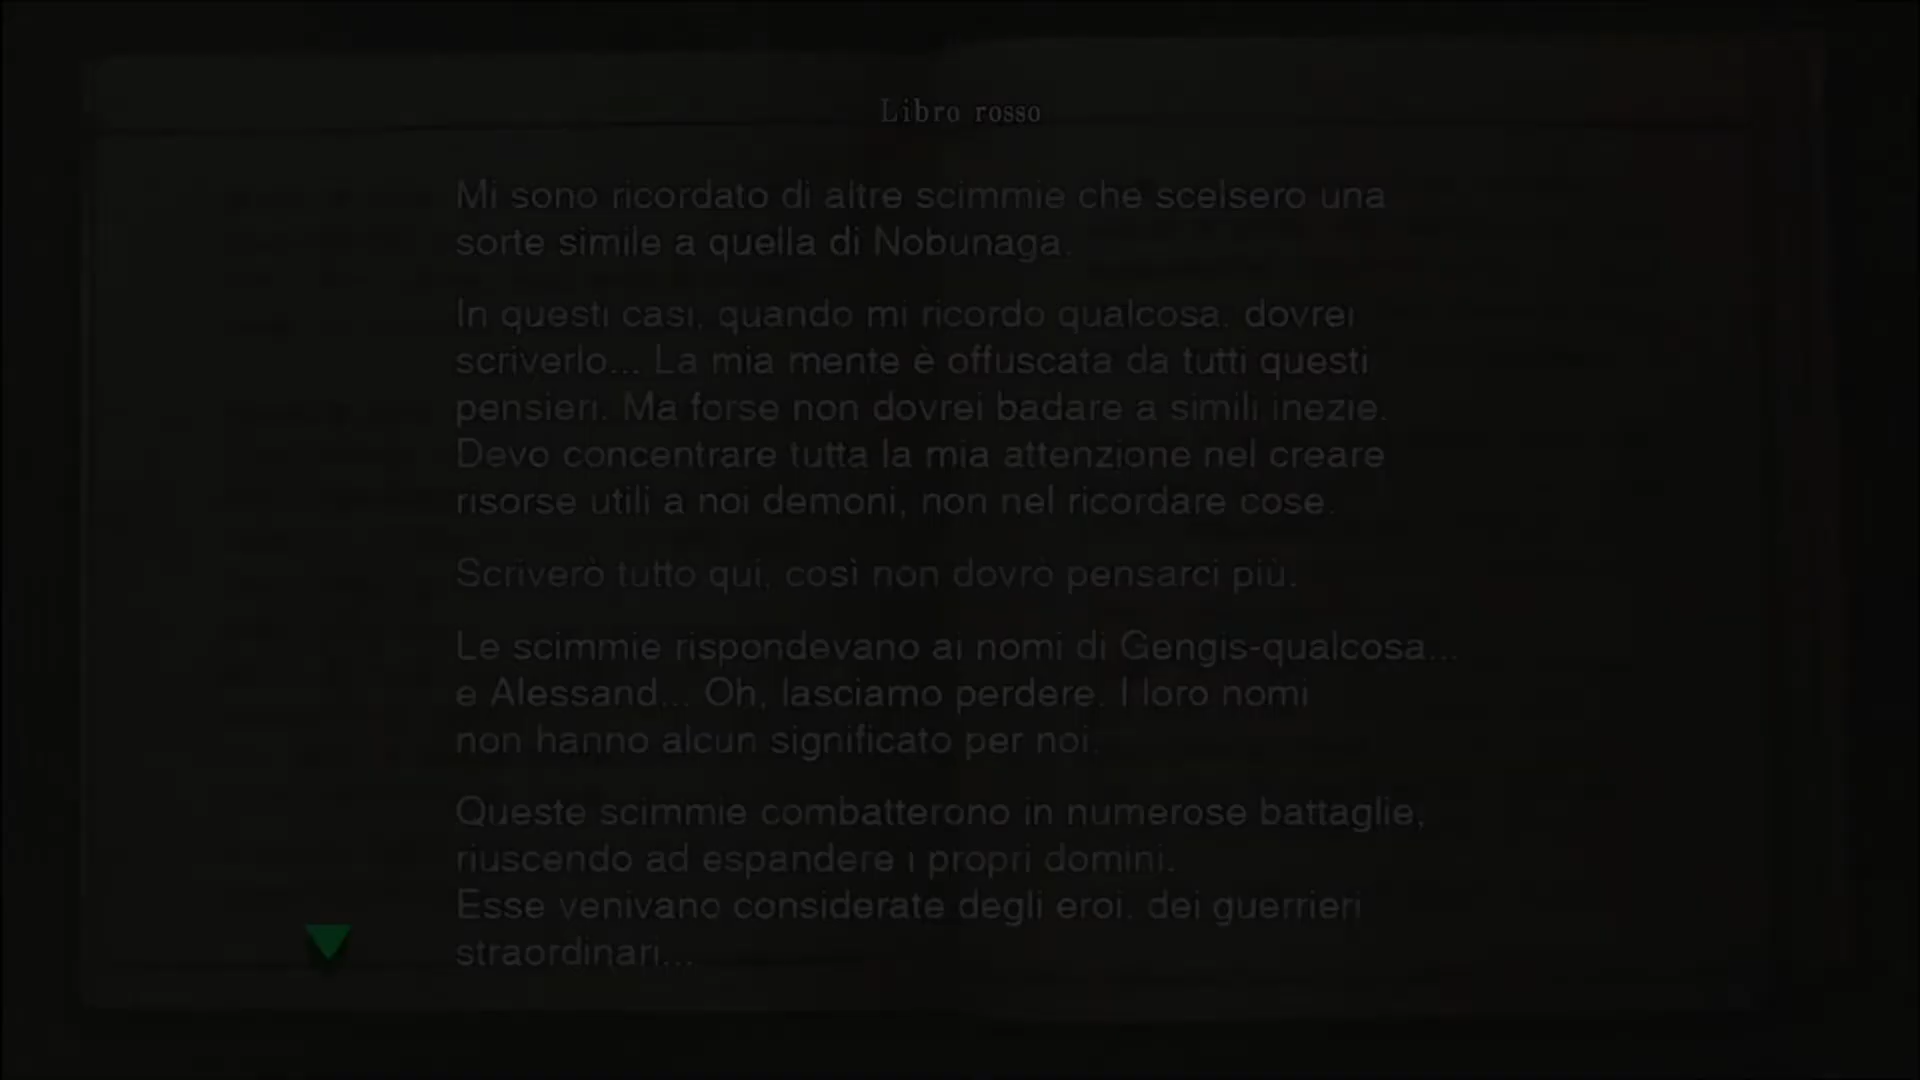 Libro rosso
Mi sono ricordato di altre scimmie che scelsero una
sorte simile a quella di Nobunaga.
In questi casi, quando mi ricordo qualcosa, dovrei
scriverlo... La mia mente è offuscata da tutti questi
pensieri. Ma forse non dovrei badare a simili inezie.
Devo concentrare tutta la mia attenzione nel creare
risorse utili a noi demoni, non nel ricordare cose.
Scriverò tutto qui, così non dovrò pensarci più.
Le scimmie rispondevano ai nomi di Gengis-qualcosa...
e Alessand... Oh, lasciamo perdere. I loro nomi
non hanno alcun significato per noi.
Queste scimmie combatterono in numerose battaglie,
riuscendo ad espandere i propri domini.
Esse venivano considerate degli eroi, dei guerrieri
straordinari...